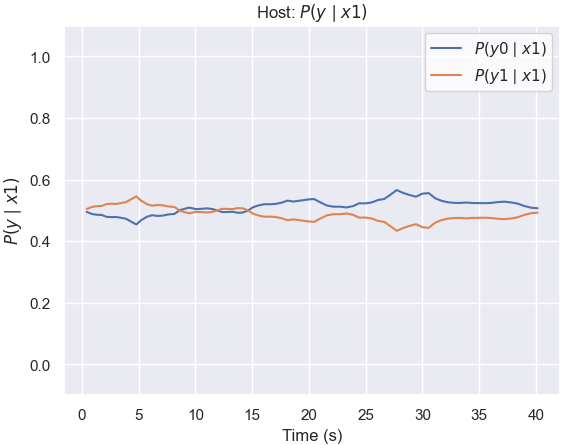 Host: P(y | x1)
P(y0 | x1)
P(y1 | x1)
P(y | x1)
1.0
0.8
0.6
0.4
0.2
0.0
0 5 10 15 20 25 30 35 40
Time (s)